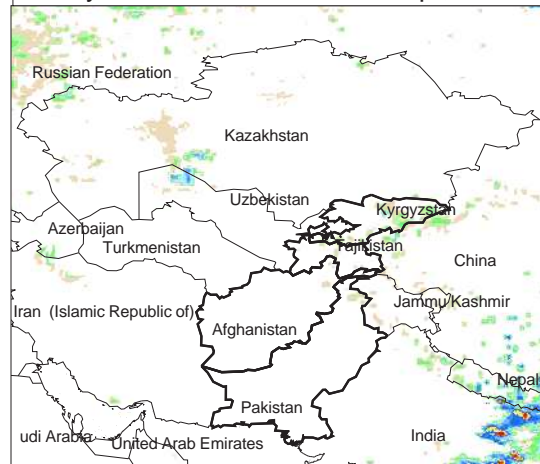 Russian Federation
Kazakhstan
Uzbekistan
Kyrgyzstan
Azerbaijan
Turkmenistan
Tajikistan
China
Iran (Islamic Republic of)
Jammu/Kashmir
Afghanistan
Nepal
Pakistan
udi Arabia
United Arab Emirates
India